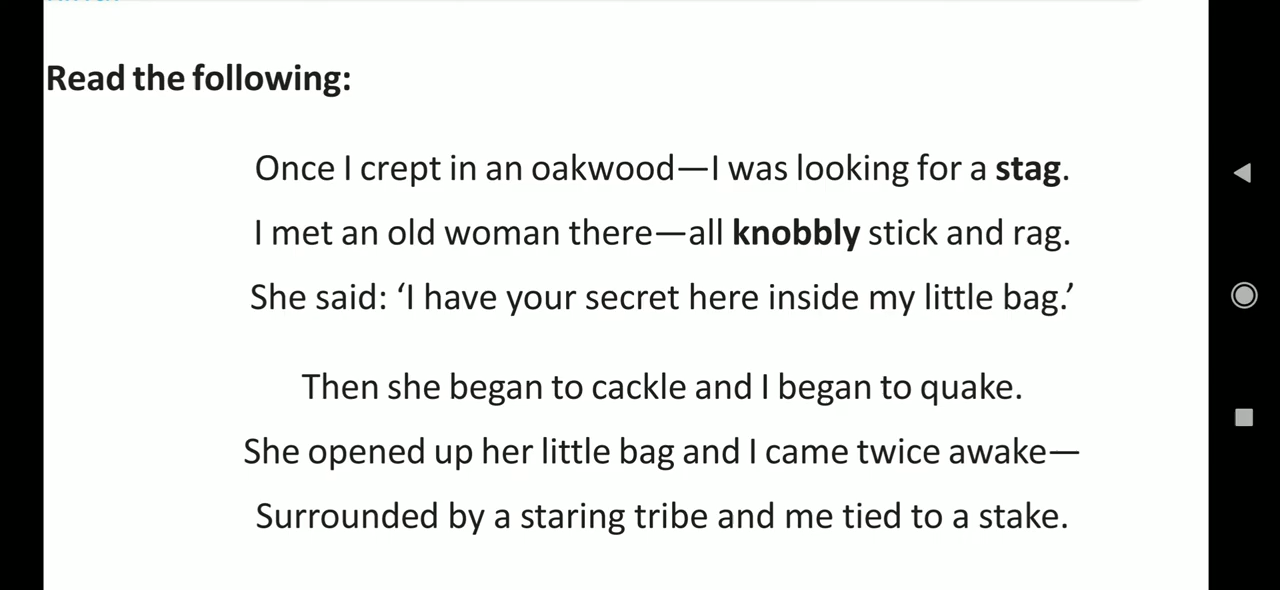 Read the following:
Once I crept in an oakwood—I was looking for a stag.
I met an old woman there—all knobbly stick and rag.
She said: ‘I have your secret here inside my little bag.’
Then she began to cackle and I began to quake.
She opened up her little bag and I came twice awake—
Surrounded by a staring tribe and me tied to a stake.